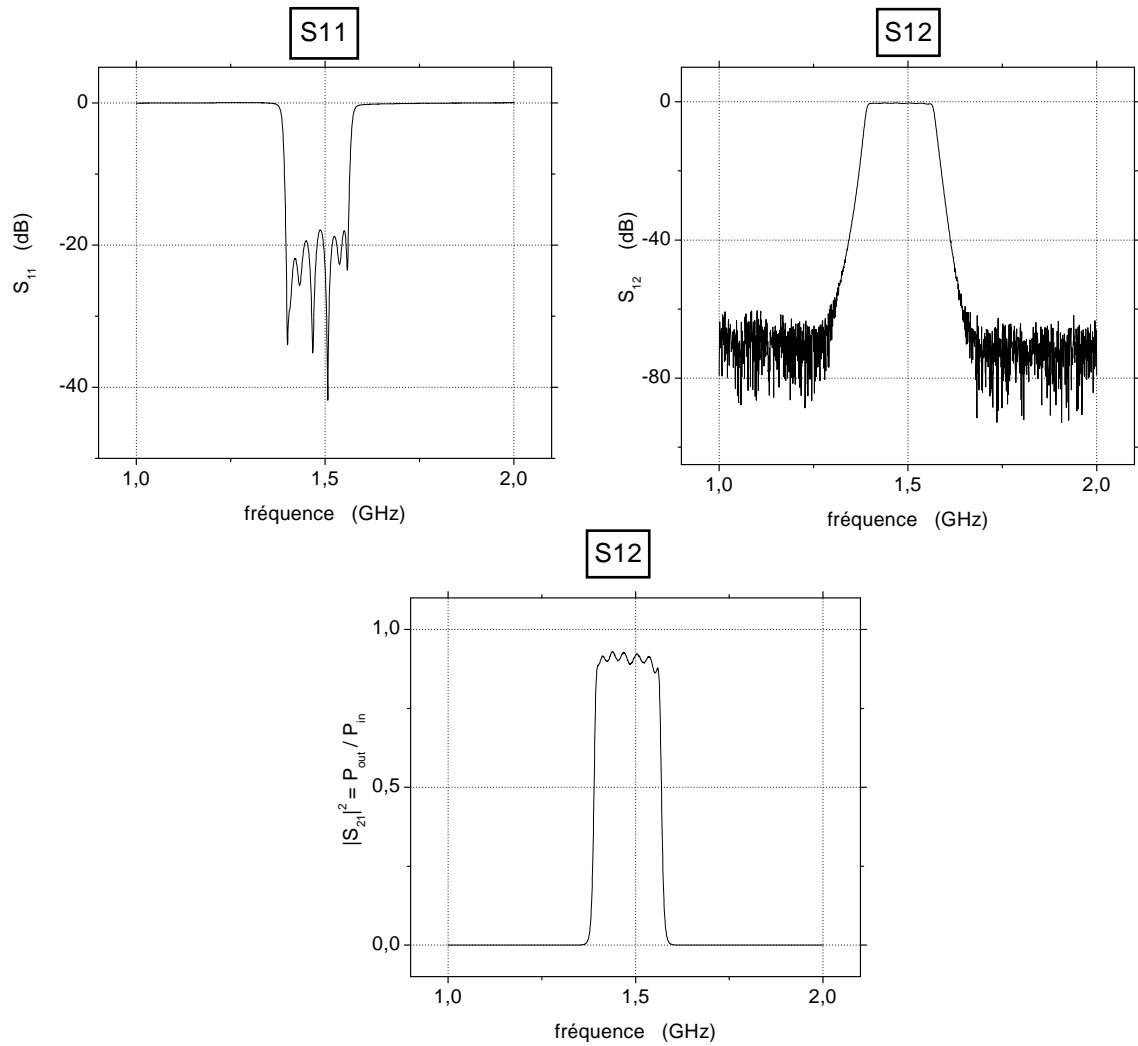 S11
0
-20
-40
S11 (dB)
1,0
1,5
2,0
fréquence (GHz)
S12
0
-40
-80
S12 (dB)
1,0
1,5
2,0
fréquence (GHz)
S12
1,0
0,5
0,0
|S21|2 = Pout / Pin
1,0
1,5
2,0
fréquence (GHz)